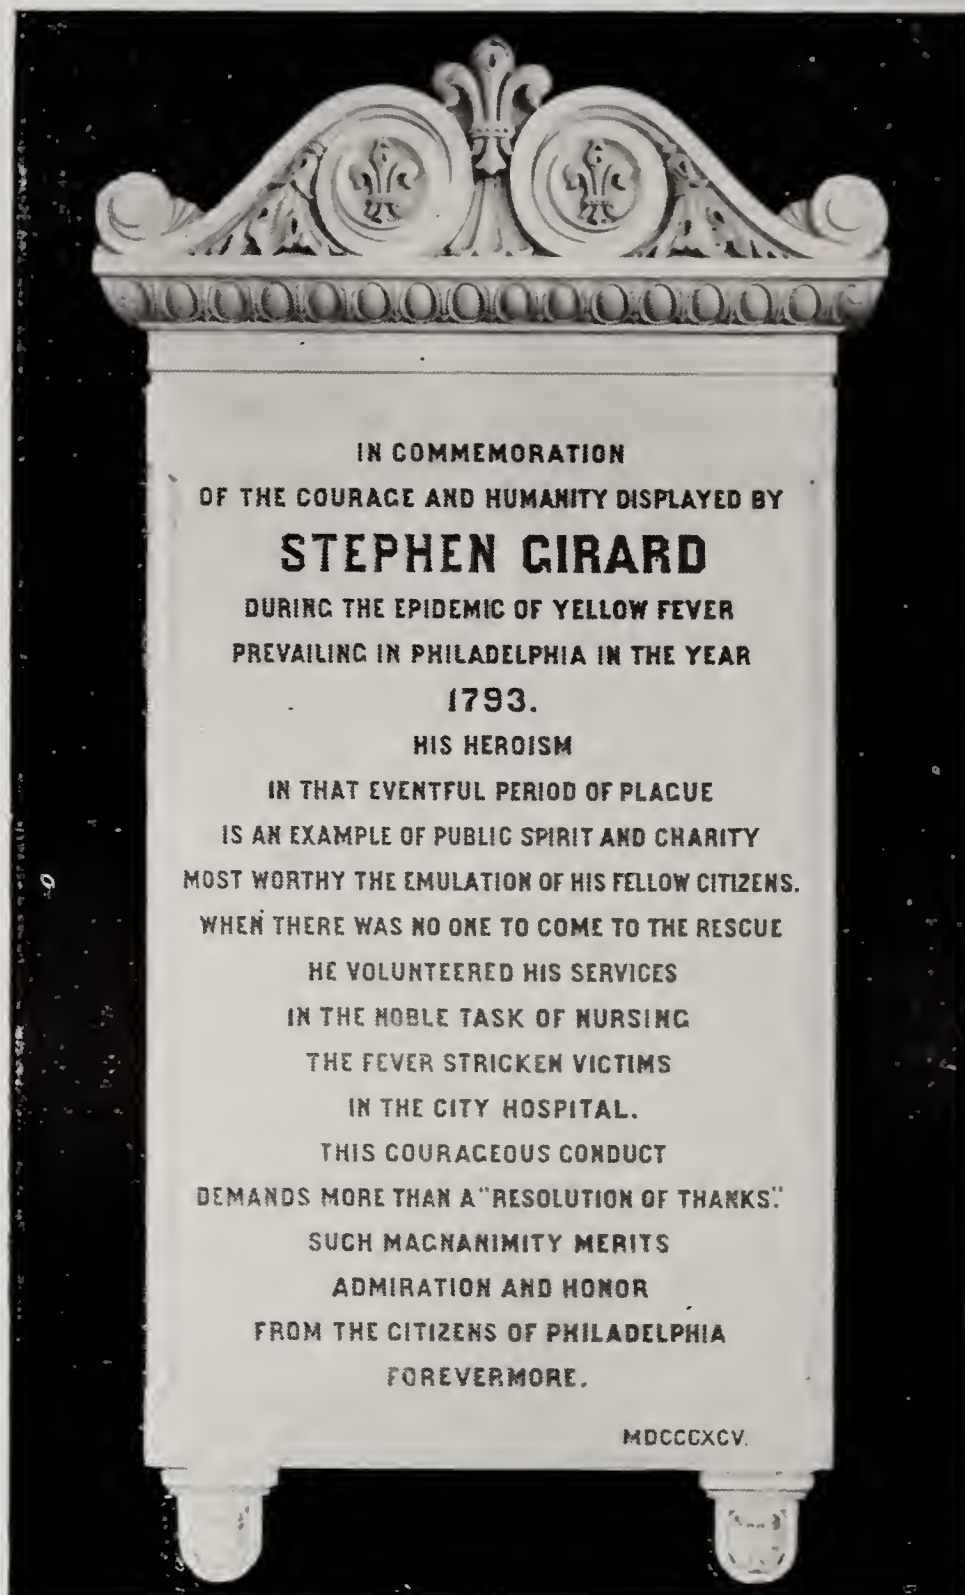 IN COMMEMORATION
OF THE COURAGE AND HUMANITY DISPLAYED BY
STEPHEN GIRARD
DURING THE EPIDEMIC OF YELLOW FEVER
PREVAILING IN PHILADELPHIA IN THE YEAR
1793.
HIS HEROISM
IN THAT EVENTFUL PERIOD OF PLAGUE
IS AN EXAMPLE OF PUBLIC SPIRIT AND CHARITY
MOST WORTHY THE EMULATION OF HIS FELLOW CITIZENS.
WHEN THERE WAS NO ONE TO COME TO THE RESCUE
HE VOLUNTEERED HIS SERVICES
IN THE NOBLE TASK OF NURSING
THE FEVER STRICKEN VICTIMS
IN THE CITY HOSPITAL.
THIS COURAGEOUS CONDUCT
DEMANDS MORE THAN A "RESOLUTION OF THANKS".
SUCH MAGNANIMITY MERITS
ADMIRATION AND HONOR
FROM THE CITIZENS OF PHILADELPHIA
FOREVERMORE.
MDCCCXCV.